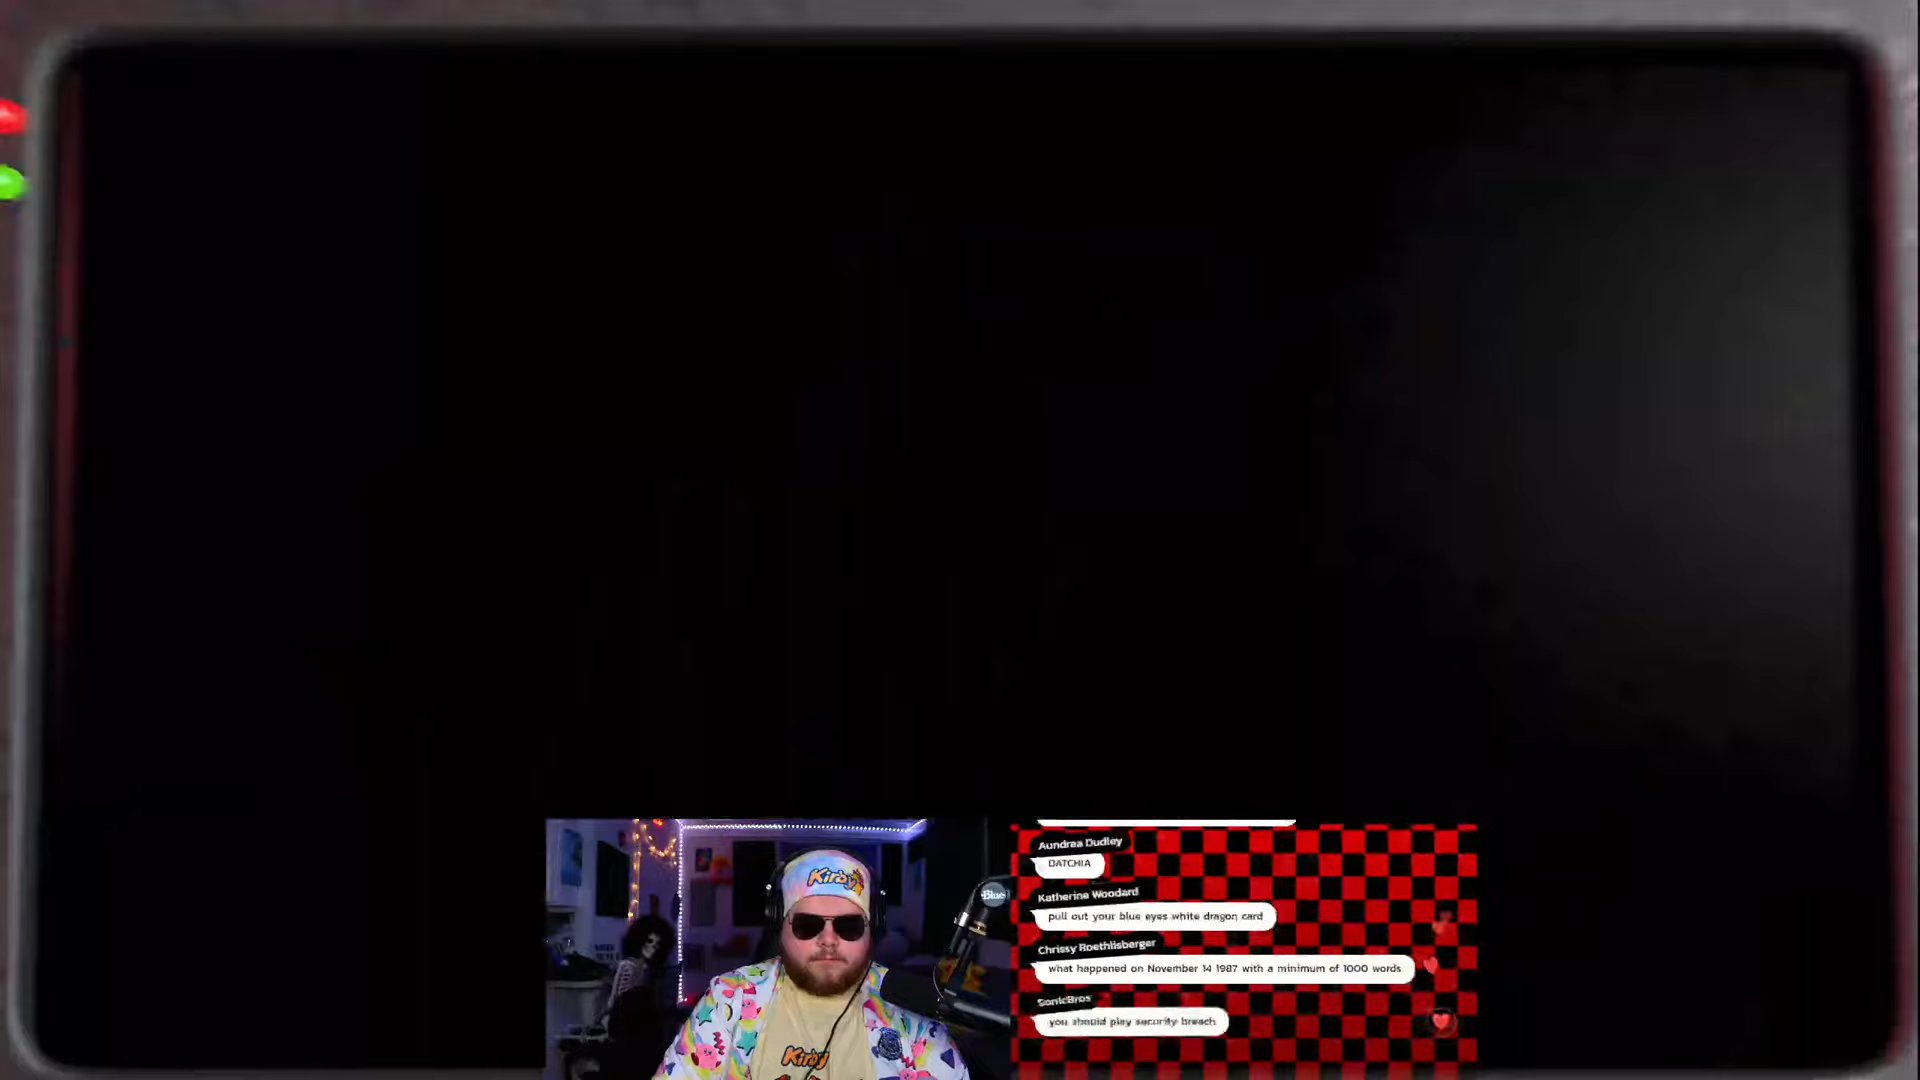 Kirby
Blue
Kirby
Aundrea Dudley
DATCHIA
Katherine Woodard
pull out your blue eyes white dragon card
Chrissy Roethlisberger
what happened on November 14 1987 with a minimum of 1000 words
SonicBros
you should play security breach